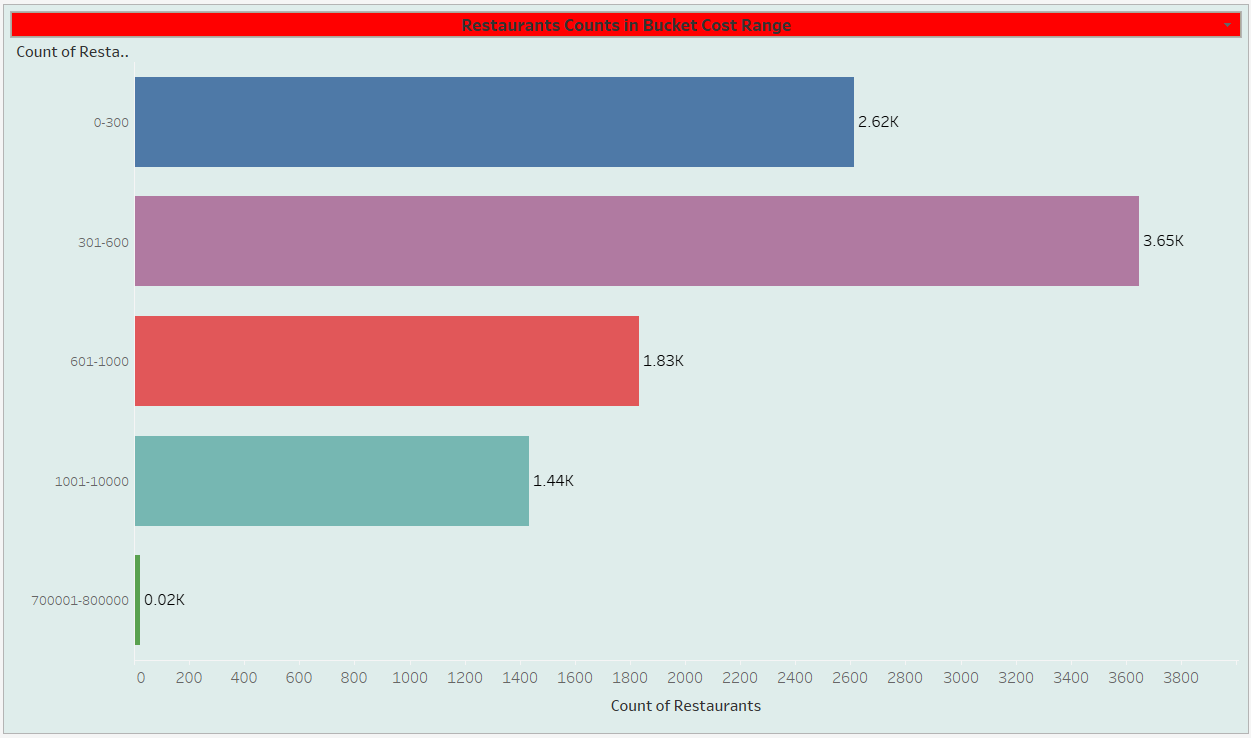 Restaurants Counts in Bucket Cost Range
Count of Resta..
0-300
2.62K
301-600
3.65K
601-1000
1.83K
1001-10000
1.44K
700001-800000
0.02K
0 200 400 600 800 1000 1200 1400 1600 1800 2000 2200 2400 2600 2800 3000 3200 3400 3600 3800
Count of Restaurants